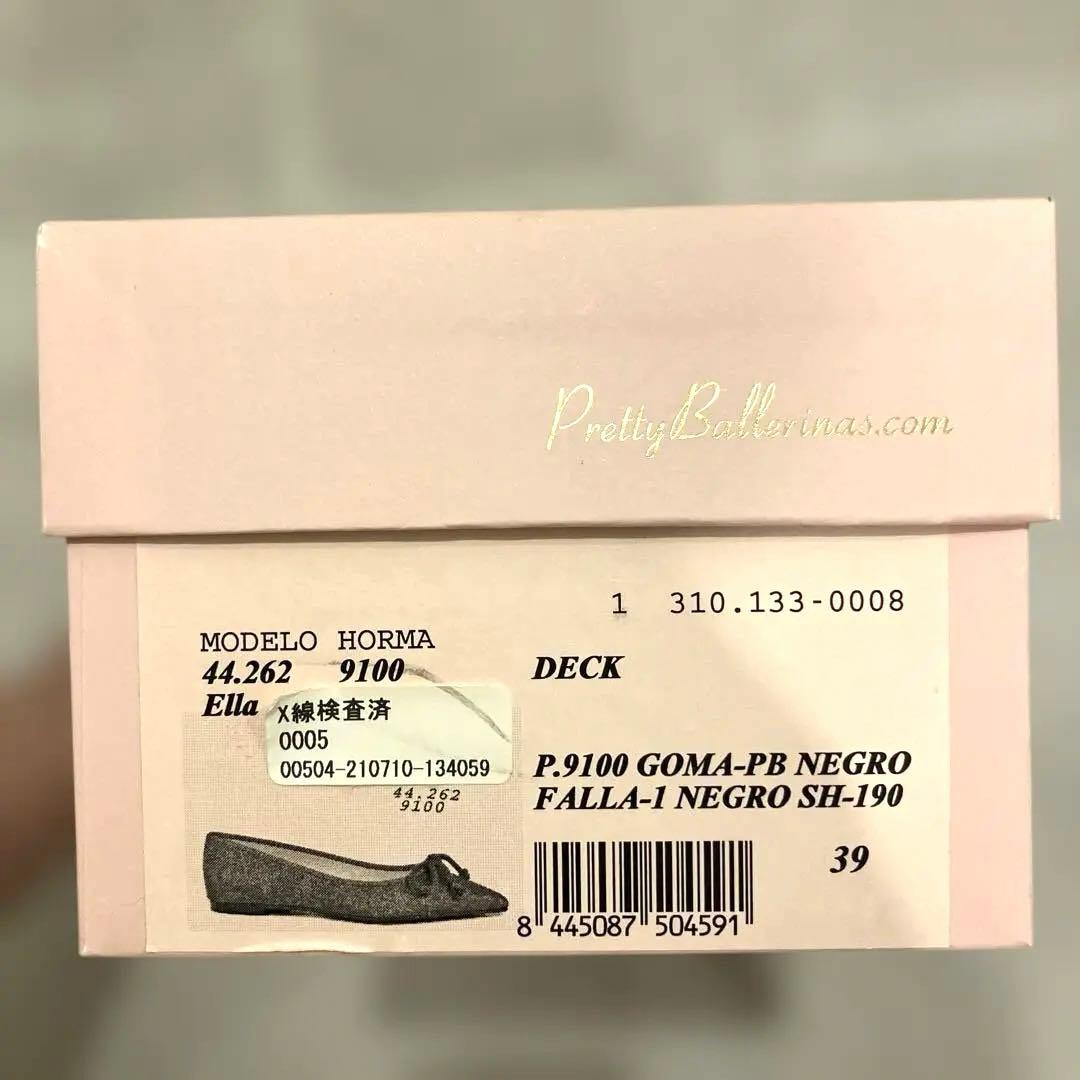 PrettyBallerinas.com
1 310.133-0008
MODELO HORMA
44.262 9100
Ella
DECK
X線検査済
0005
00504-210710-134059
44.262
9100
P.9100 GOMA-PB NEGRO
FALLA-1 NEGRO SH-190
39
8 445087 504591